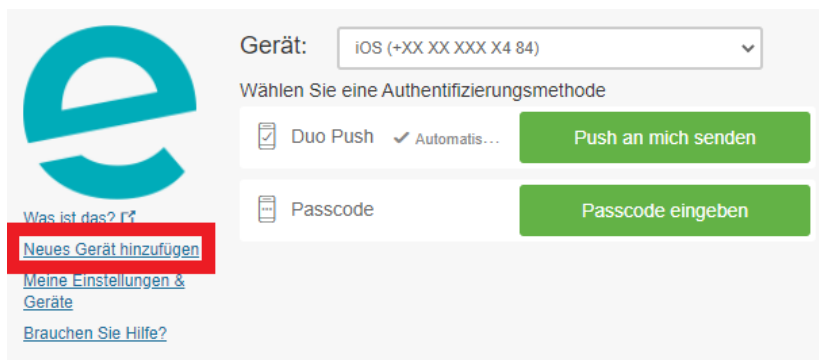 Gerät: iOS (+XX XX XXX X4 84)
Wählen Sie eine Authentifizierungsmethode
Duo Push Automatis... Push an mich senden
Passcode Passcode eingeben
Was ist das?
Neues Gerät hinzufügen
Meine Einstellungen &
Geräte
Brauchen Sie Hilfe?